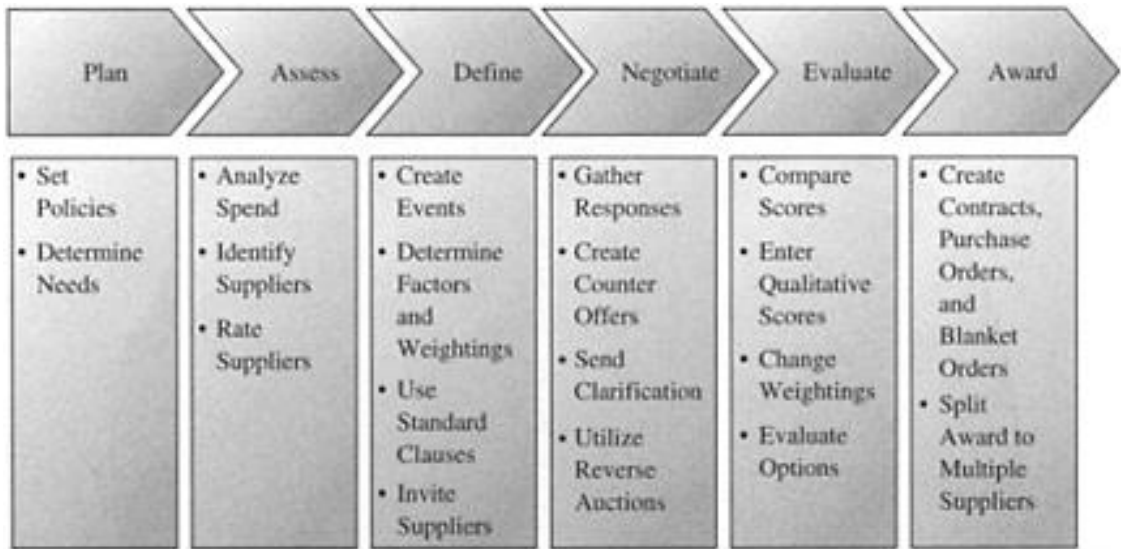 Plan
Assess
Define
Negotiate
Evaluate
Award
• Set
Policies
• Determine
Needs
• Analyze
Spend
• Identify
Suppliers
• Rate
Suppliers
• Create
Events
• Determine
Factors
and
Weightings
• Use
Standard
Clauses
• Invite
Suppliers
• Gather
Responses
• Create
Counter
Offers
• Send
Clarification
• Utilize
Reverse
Auctions
• Compare
Scores
• Enter
Qualitative
Scores
• Change
Weightings
• Evaluate
Options
• Create
Contracts,
Purchase
Orders,
and
Blanket
Orders
• Split
Award to
Multiple
Suppliers